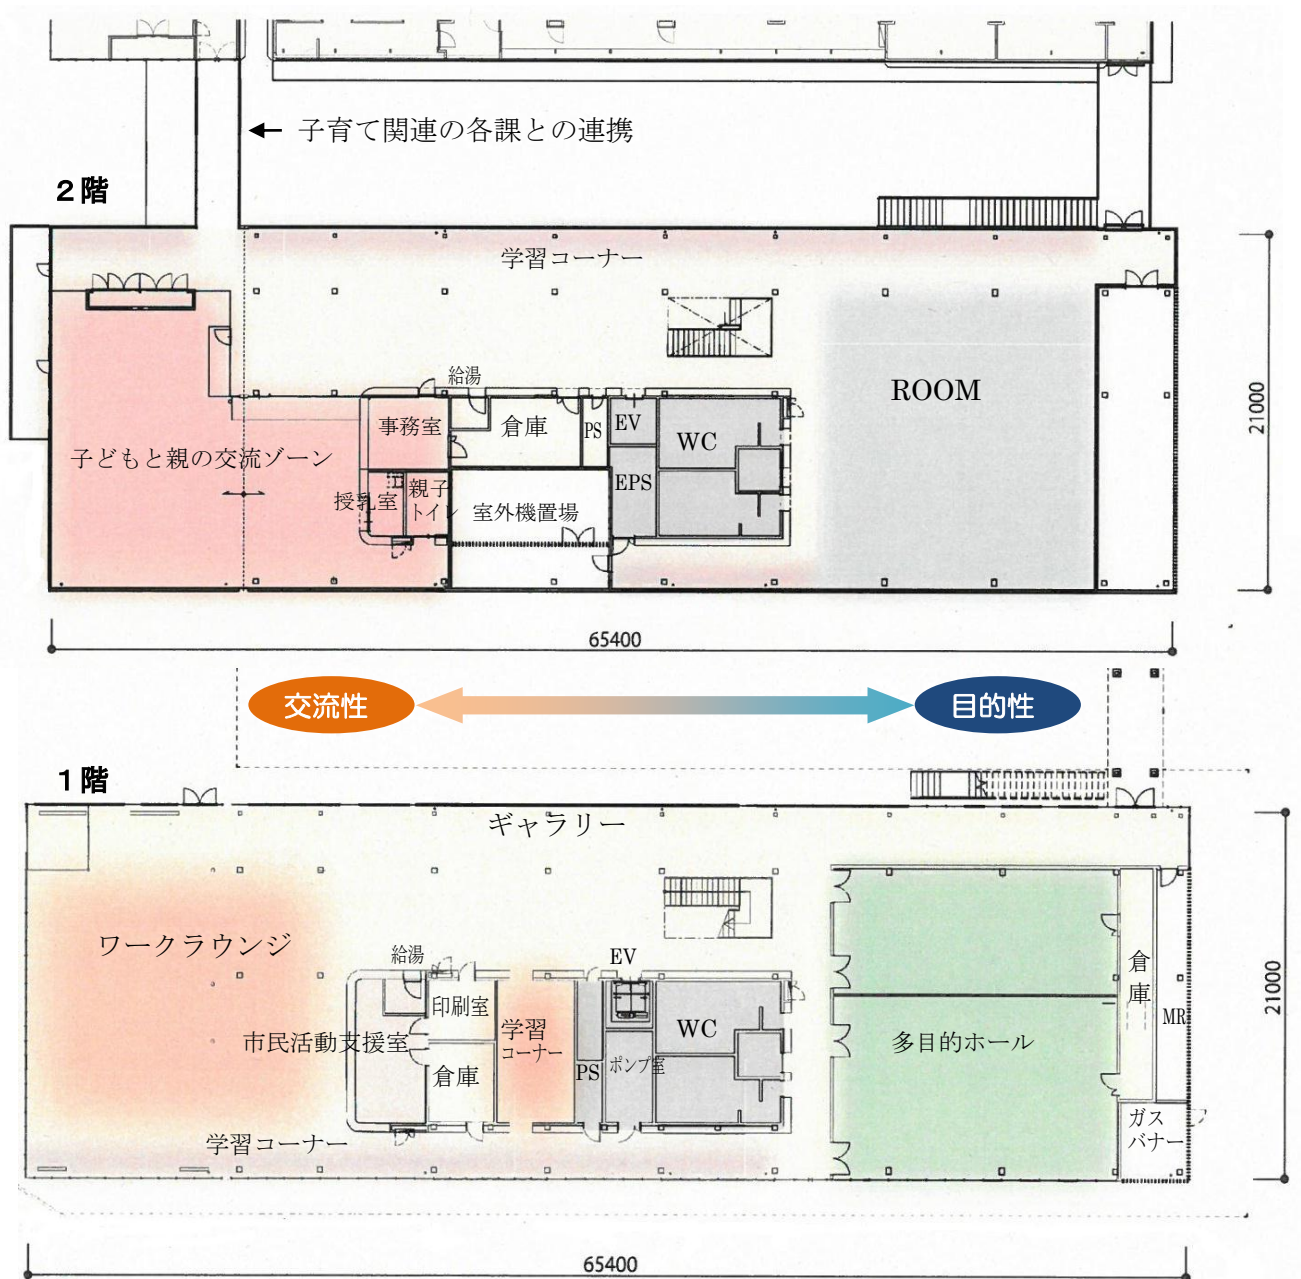 ← 子育て関連の各課との連携
2階
学習コーナー
給湯
事務室
倉庫
PS
EV
WC
ROOM
21000
子どもと親の交流ゾーン
授乳室
親子
トイレ
室外機置場
EPS
65400
交流性
目的性
1階
ギャラリー
ワークラウンジ
給湯
EV
印刷室
学習
コーナー
WC
倉庫
MR
21000
市民活動支援室
倉庫
PS
ポンプ室
多目的ホール
学習コーナー
ガス
バナー
65400